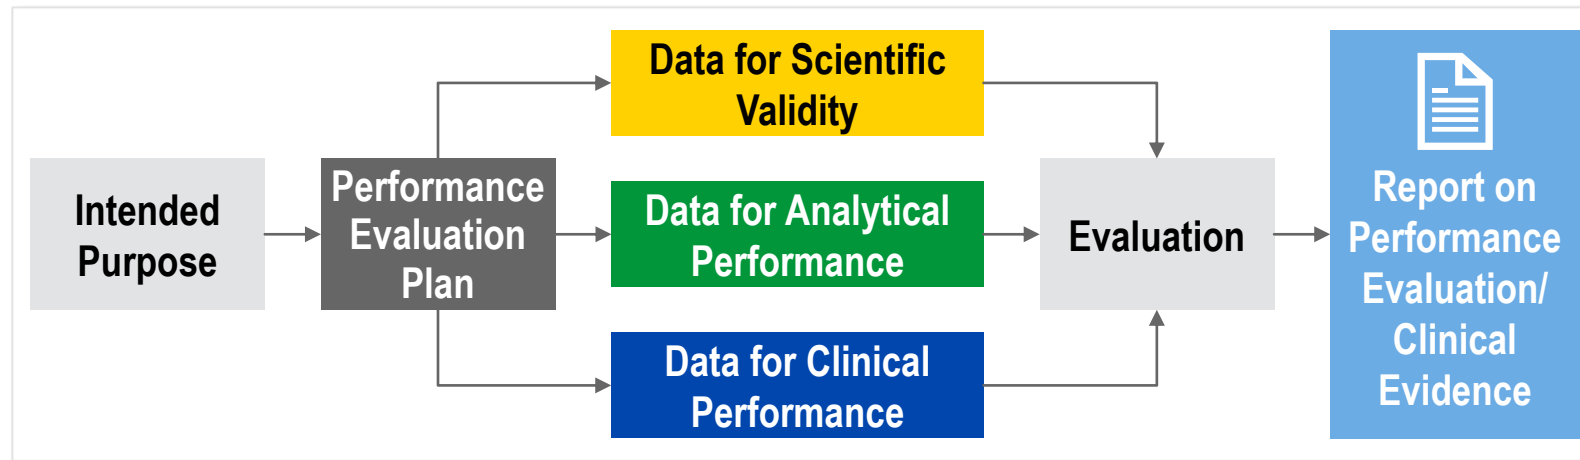 Intended
Purpose
Performance
Evaluation
Plan
Data for Scientific
Validity
Data for Analytical
Performance
Data for Clinical
Performance
Evaluation
Report on
Performance
Evaluation/
Clinical
Evidence